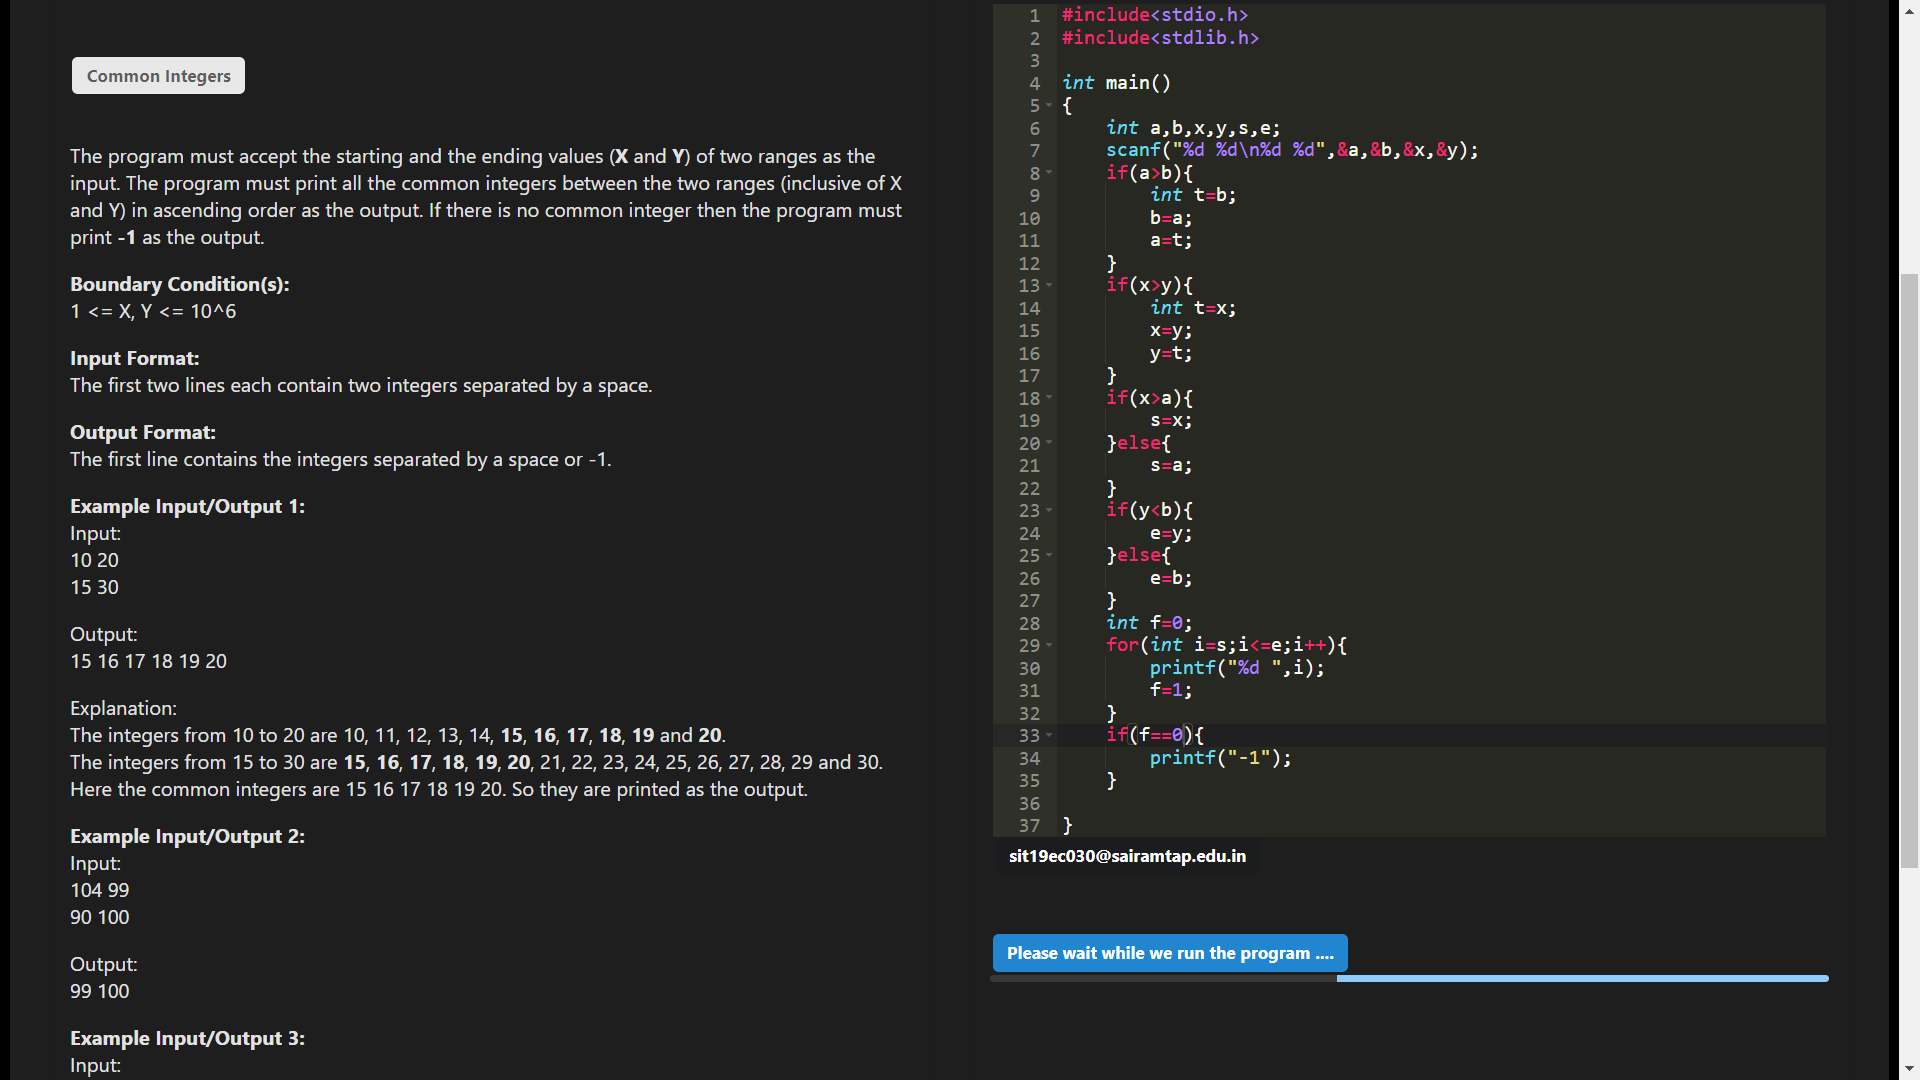 Common Integers
The program must accept the starting and the ending values (X and Y) of two ranges as the
input. The program must print all the common integers between the two ranges (inclusive of X
and Y) in ascending order as the output. If there is no common integer then the program must
print -1 as the output.
Boundary Condition(s):
1 <= X, Y <= 10^6
Input Format:
The first two lines each contain two integers separated by a space.
Output Format:
The first line contains the integers separated by a space or -1.
Example Input/Output 1:
Input:
10 20
15 30
Output:
15 16 17 18 19 20
Explanation:
The integers from 10 to 20 are 10, 11, 12, 13, 14, 15, 16, 17, 18, 19 and 20.
The integers from 15 to 30 are 15, 16, 17, 18, 19, 20, 21, 22, 23, 24, 25, 26, 27, 28, 29 and 30.
Here the common integers are 15 16 17 18 19 20. So they are printed as the output.
Example Input/Output 2:
Input:
104 99
90 100
Output:
99 100
Example Input/Output 3:
Input:
1 #include<stdio.h>
2 #include<stdlib.h>
3
4 int main()
5 {
6     int a,b,x,y,s,e;
7     scanf("%d %d\n%d %d",&a,&b,&x,&y);
8     if(a>b){
9         int t=b;
10         b=a;
11         a=t;
12     }
13     if(x>y){
14         int t=x;
15         x=y;
16         y=t;
17     }
18     if(x>a){
19         s=x;
20     }else{
21         s=a;
22     }
23     if(y<b){
24         e=y;
25     }else{
26         e=b;
27     }
28     int f=0;
29     for(int i=s;i<=e;i++){
30         printf("%d ",i);
31         f=1;
32     }
33     if(f==0){
34         printf("-1");
35     }
36
37 }
sit19ec030@sairamtap.edu.in
Please wait while we run the program ....